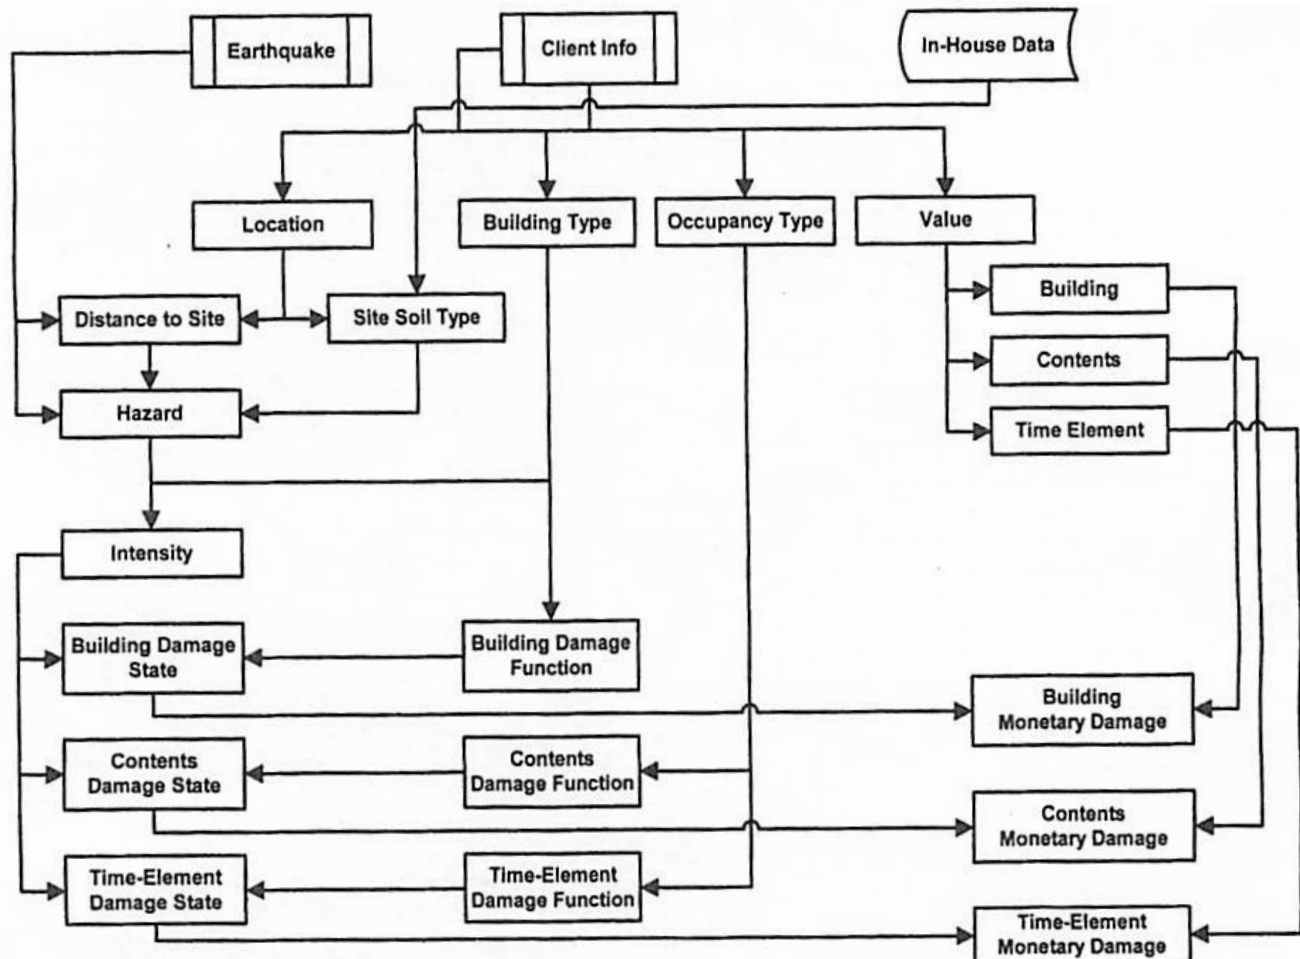 Earthquake
Client Info
In-House Data
Location
Building Type
Occupancy Type
Value
Building
Distance to Site
Site Soil Type
Contents
Hazard
Time Element
Intensity
Building Damage
State
Building Damage
Function
Building
Monetary Damage
Contents
Damage State
Contents
Damage Function
Contents
Monetary Damage
Time-Element
Damage State
Time-Element
Damage Function
Time-Element
Monetary Damage